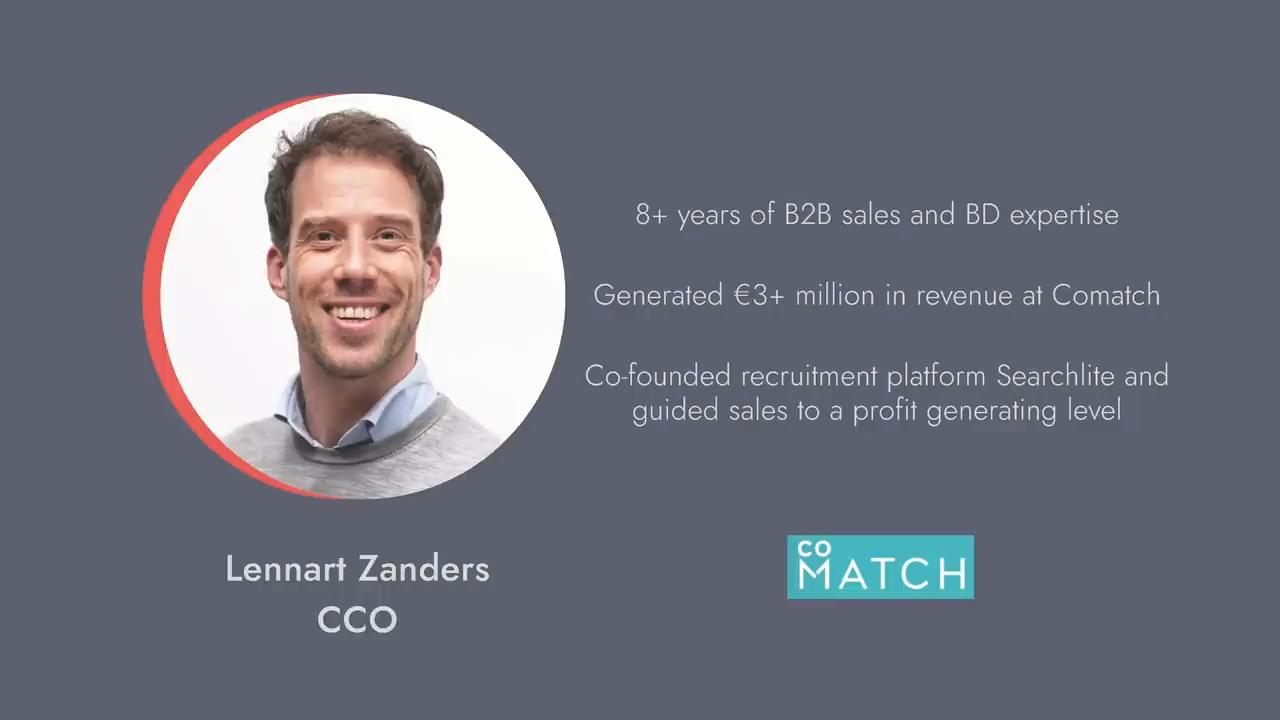 8+ years of B2B sales and BD expertise
Generated €3+ million in revenue at Comatch
Co-founded recruitment platform Searchlite and
guided sales to a profit generating level
Lennart Zanders
CCO
CO
MATCH